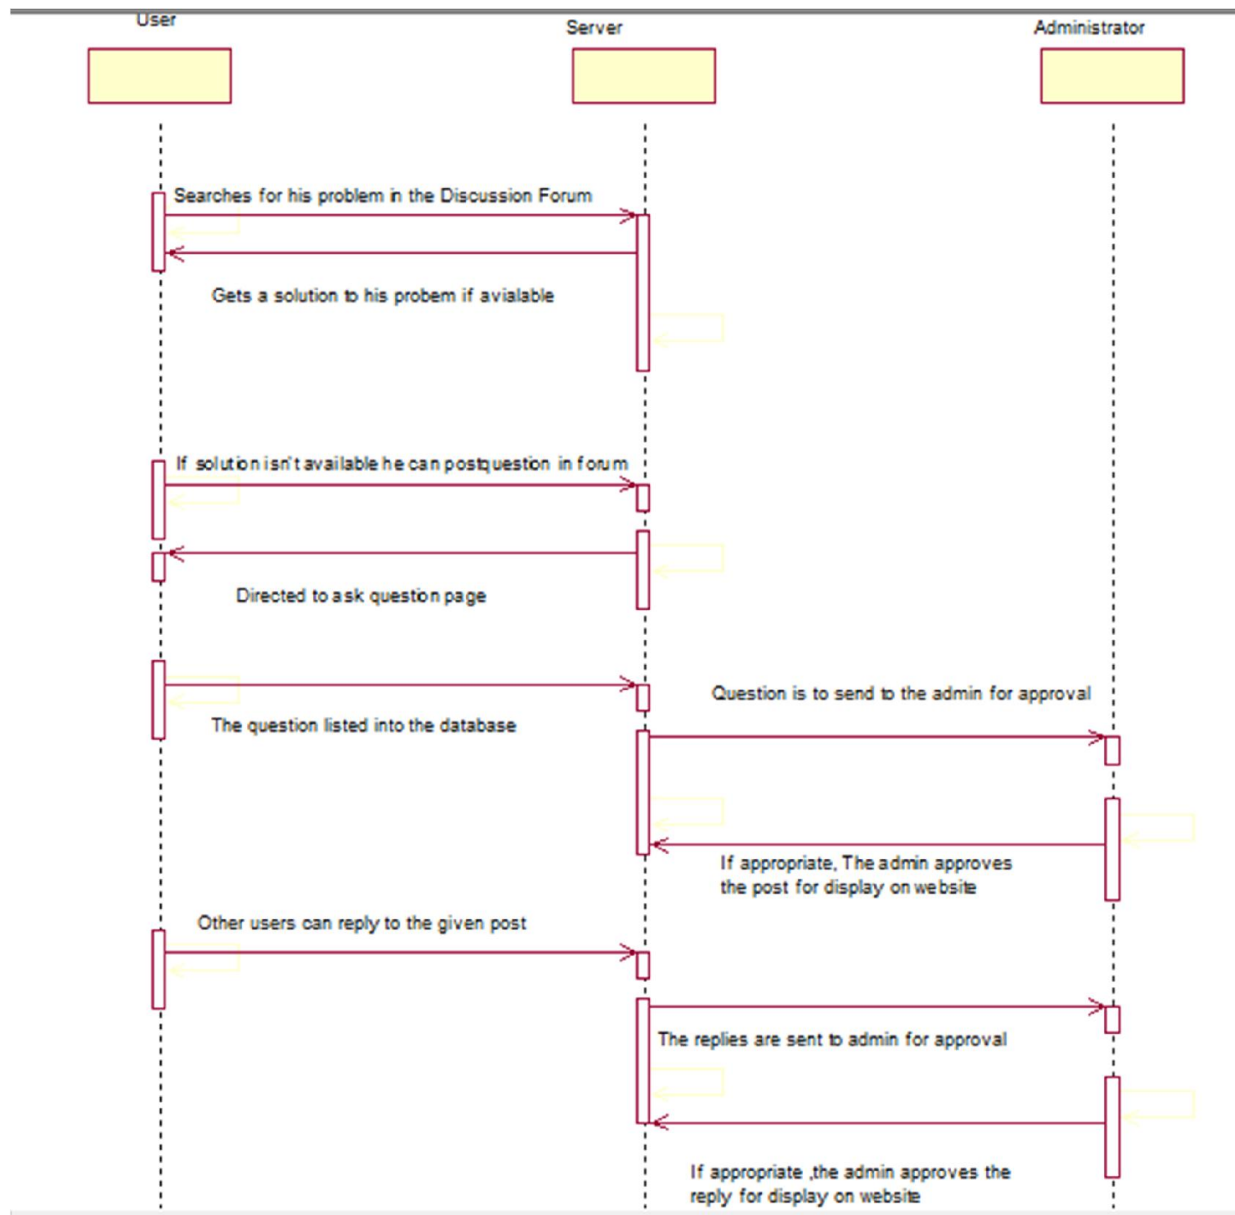 User
Server
Administrator
Searches for his problem in the Discussion Forum
Gets a solution to his probem if avialable
If solution isn't available he can postquestion in forum
Directed to ask question page
Question is to send to the admin for approval
The question listed into the database
If appropriate, The admin approves
the post for display on website
Other users can reply to the given post
The replies are sent to admin for approval
If appropriate ,the admin approves the
reply for display on website